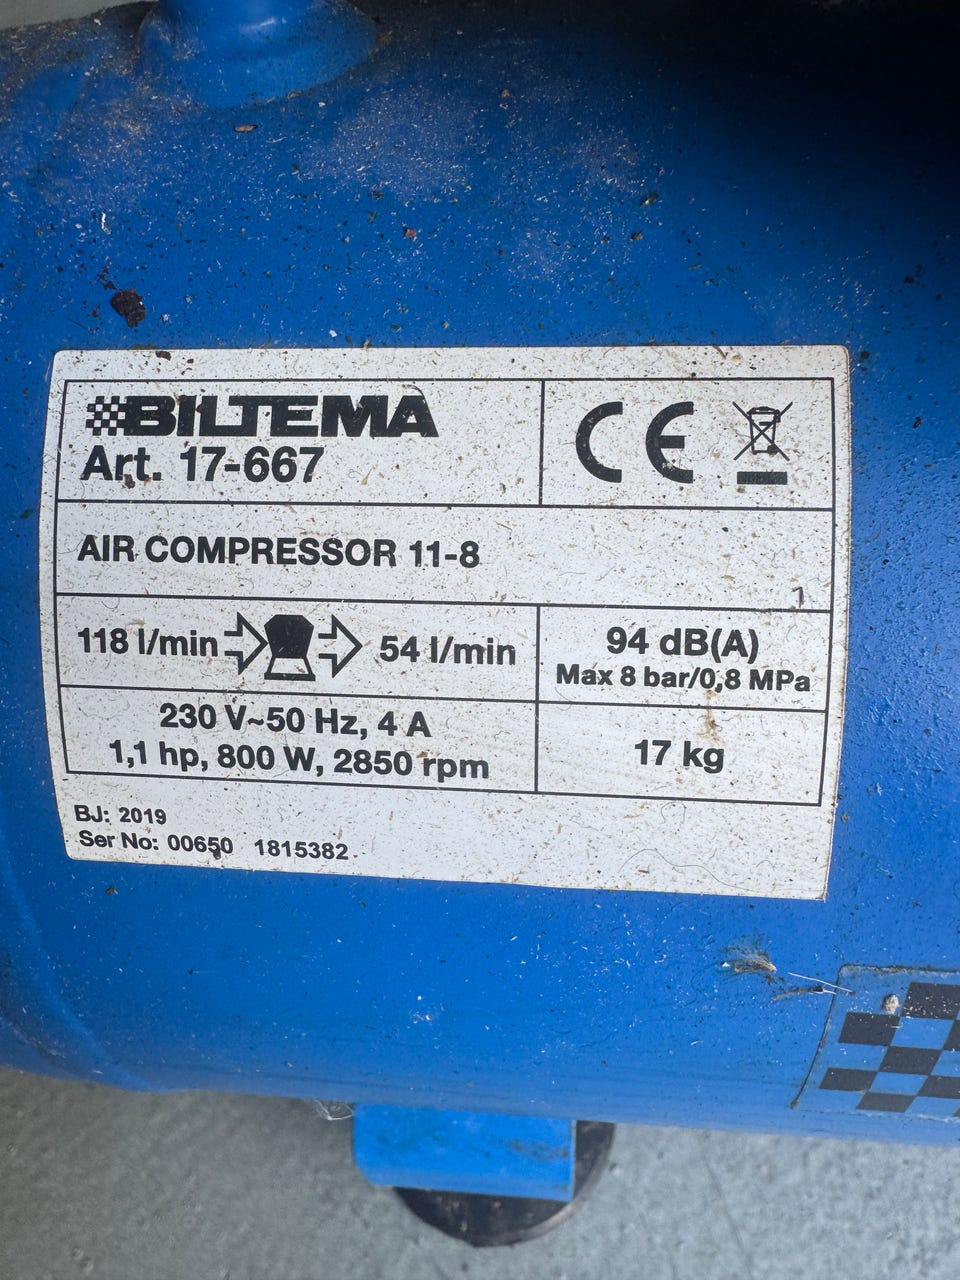 BILTEMA
Art. 17-667
CE
AIR COMPRESSOR 11-8
1
118 l/min 54 l/min
94 dB(A)
Max 8 bar/0,8 MPa
230 V~50 Hz, 4 A
1,1 hp, 800 W, 2850 rpm
17 kg
BJ: 2019
Ser No: 00650 1815382